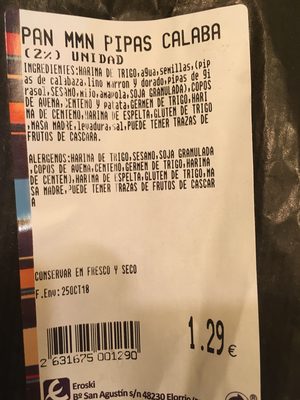 PAN MMN PIPAS CALABA
(2%) UNIDAD
INGREDIENTES:HARINA DE TRIGO,agua,semillas,(pip
as de calabaza,lino marron y dorado,pipas de gi
rasol,SESAMO,mijo,amapola,SOJA GRANULADA),COPOS
DE AVENA,CENTENO y patata,GERMEN DE TRIGO,HARI
NA DE CENTENO,HARINA DE ESPELTA,GLUTEN DE TRIGO
,MASA MADRE,levadura,sal,PUEDE TENER TRAZAS DE
FRUTOS DE CASCARA.
ALERGENOS:HARINA DE TRIGO,SESAMO,SOJA GRANULADA
,COPOS DE AVENA,CENTENO,GERMEN DE TRIGO,HARINA
DE CENTENO,HARINA DE ESPELTA,GLUTEN DE TRIGO,MA
SA MADRE,PUEDE TENER TRAZAS DE FRUTOS DE CASCAR
A
CONSERVAR EN FRESCO Y SECO
F.Env:25OCT18
2 631675 001290
1.29 €
Eroski
Bº San Agustín s/n 48230 Elorrio